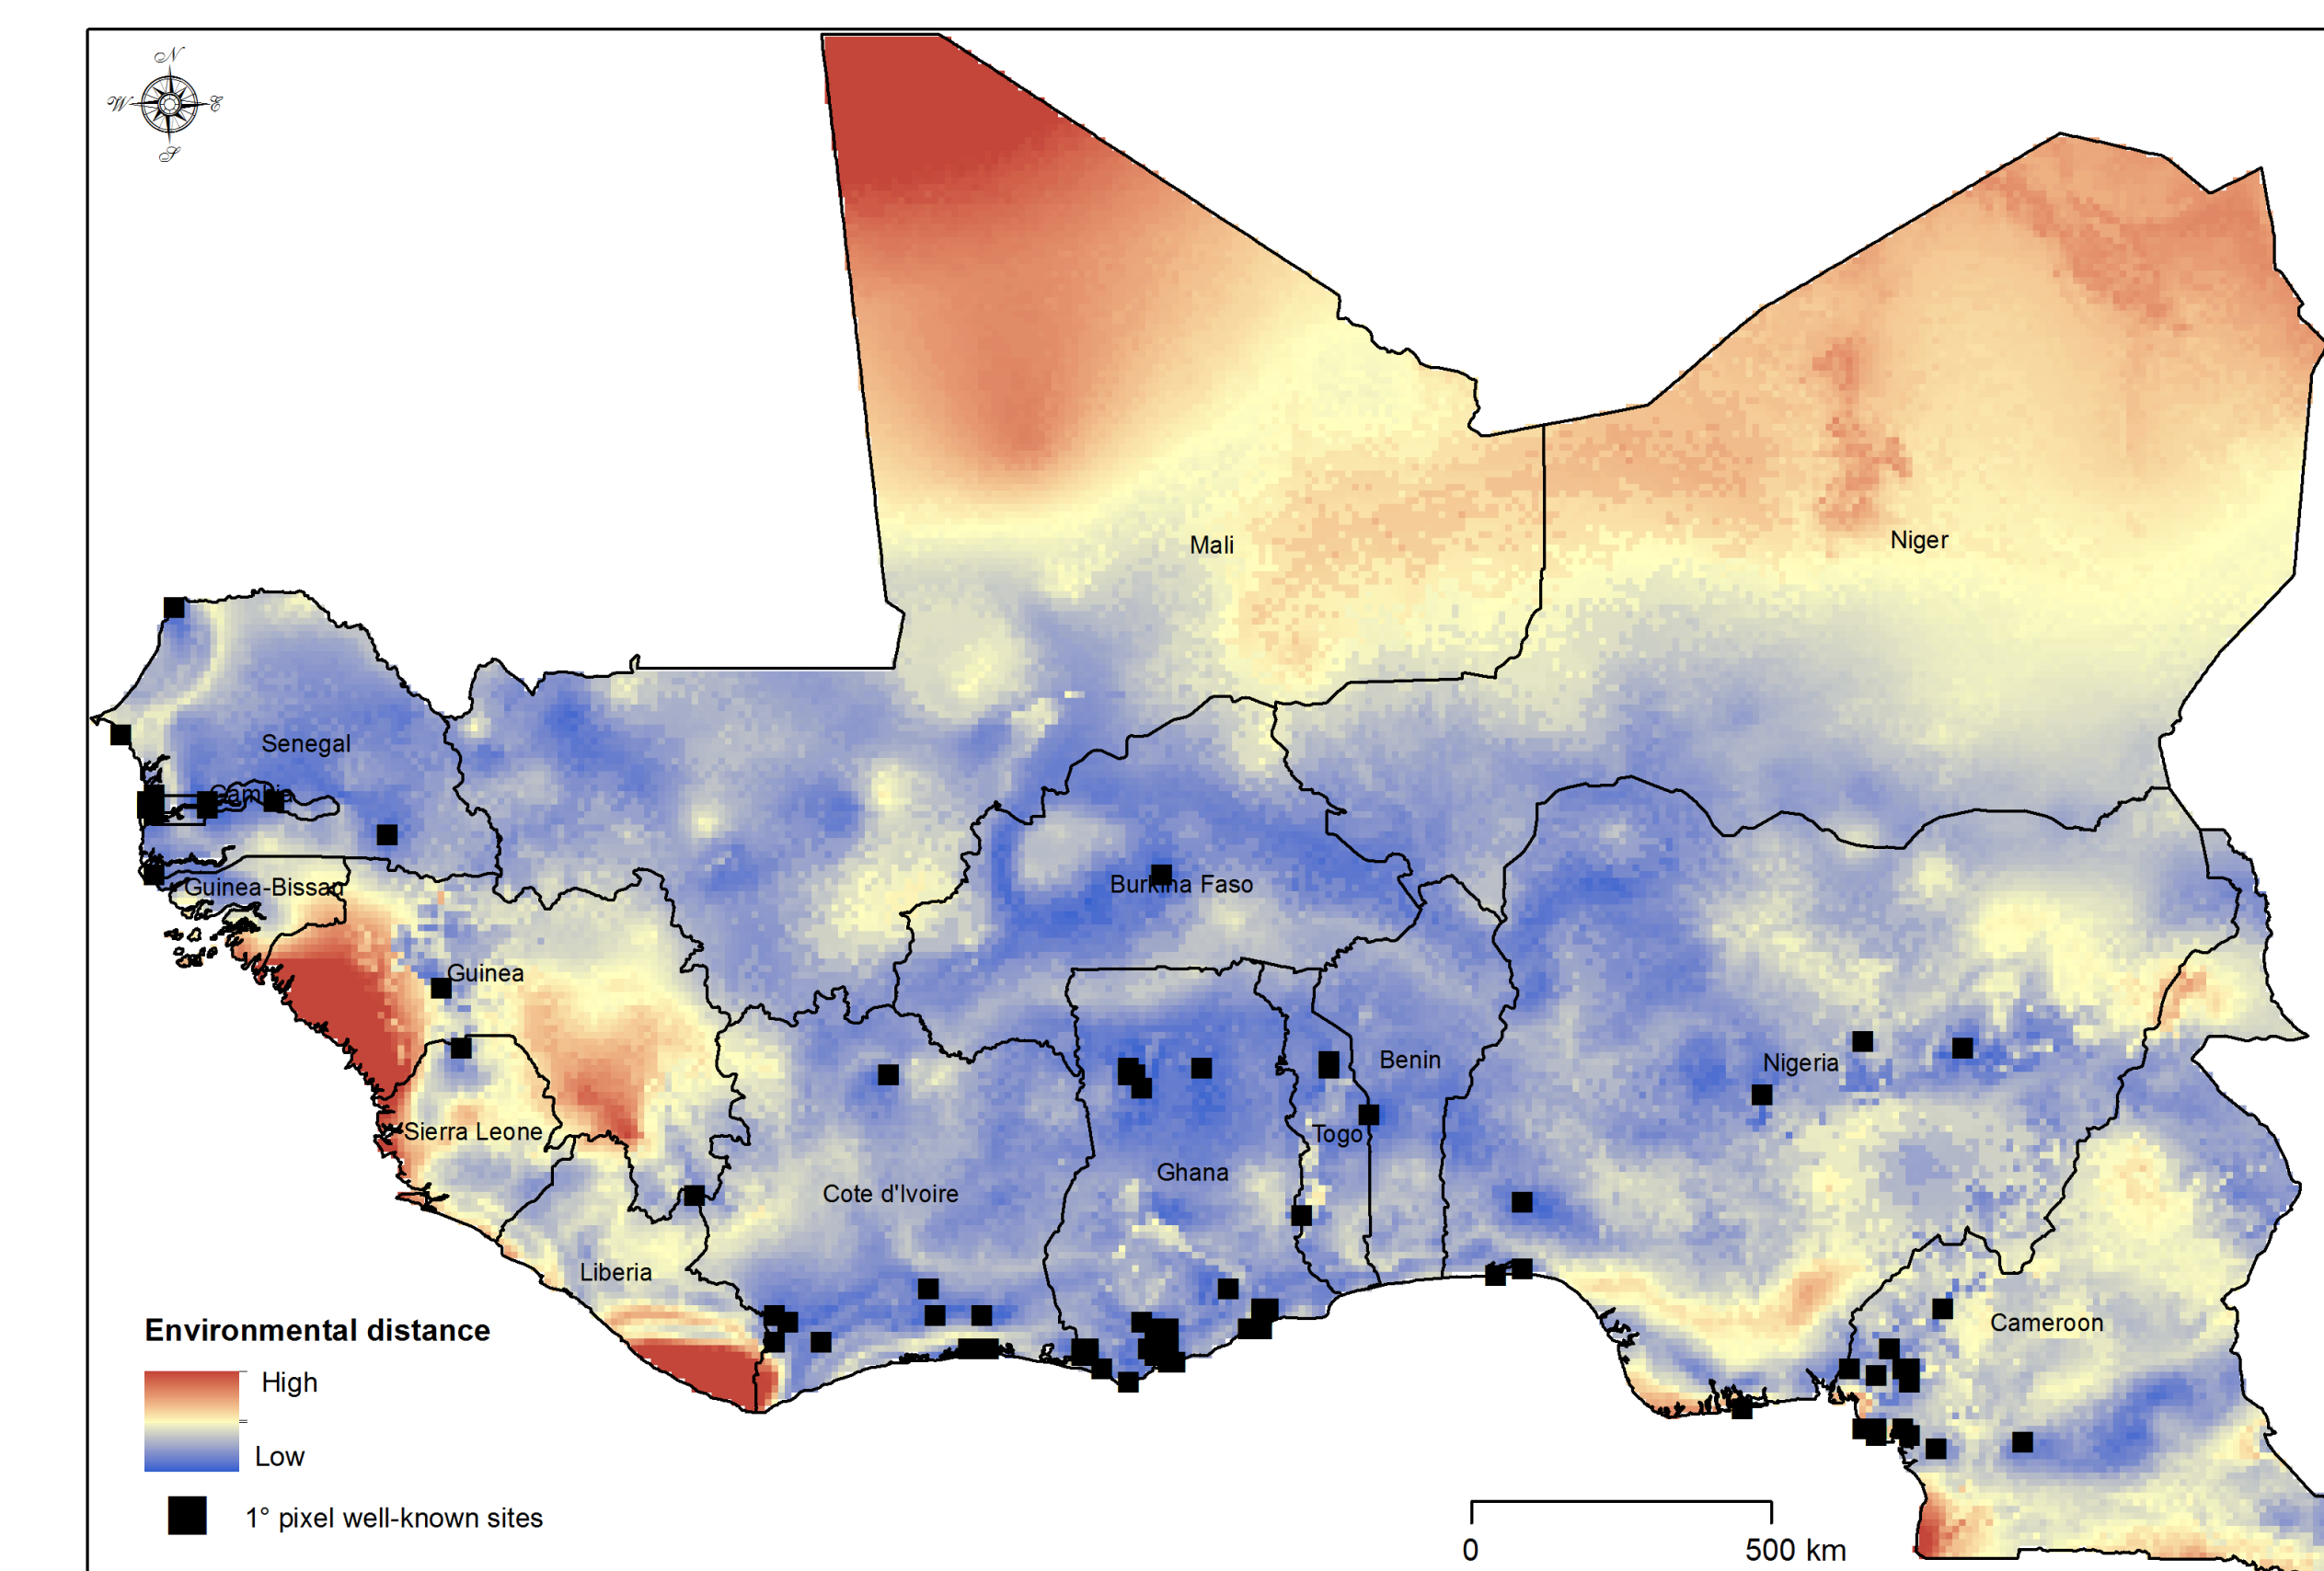 N
W E
S
Mali
Niger
Senegal
Gambia
Guinea-Bissau
Burkina Faso
Guinea
Benin
Nigeria
Sierra Leone
Togo
Ghana
Cote d'Ivoire
Liberia
Cameroon
Environmental distance
High
Low
1° pixel well-known sites
0 500 km